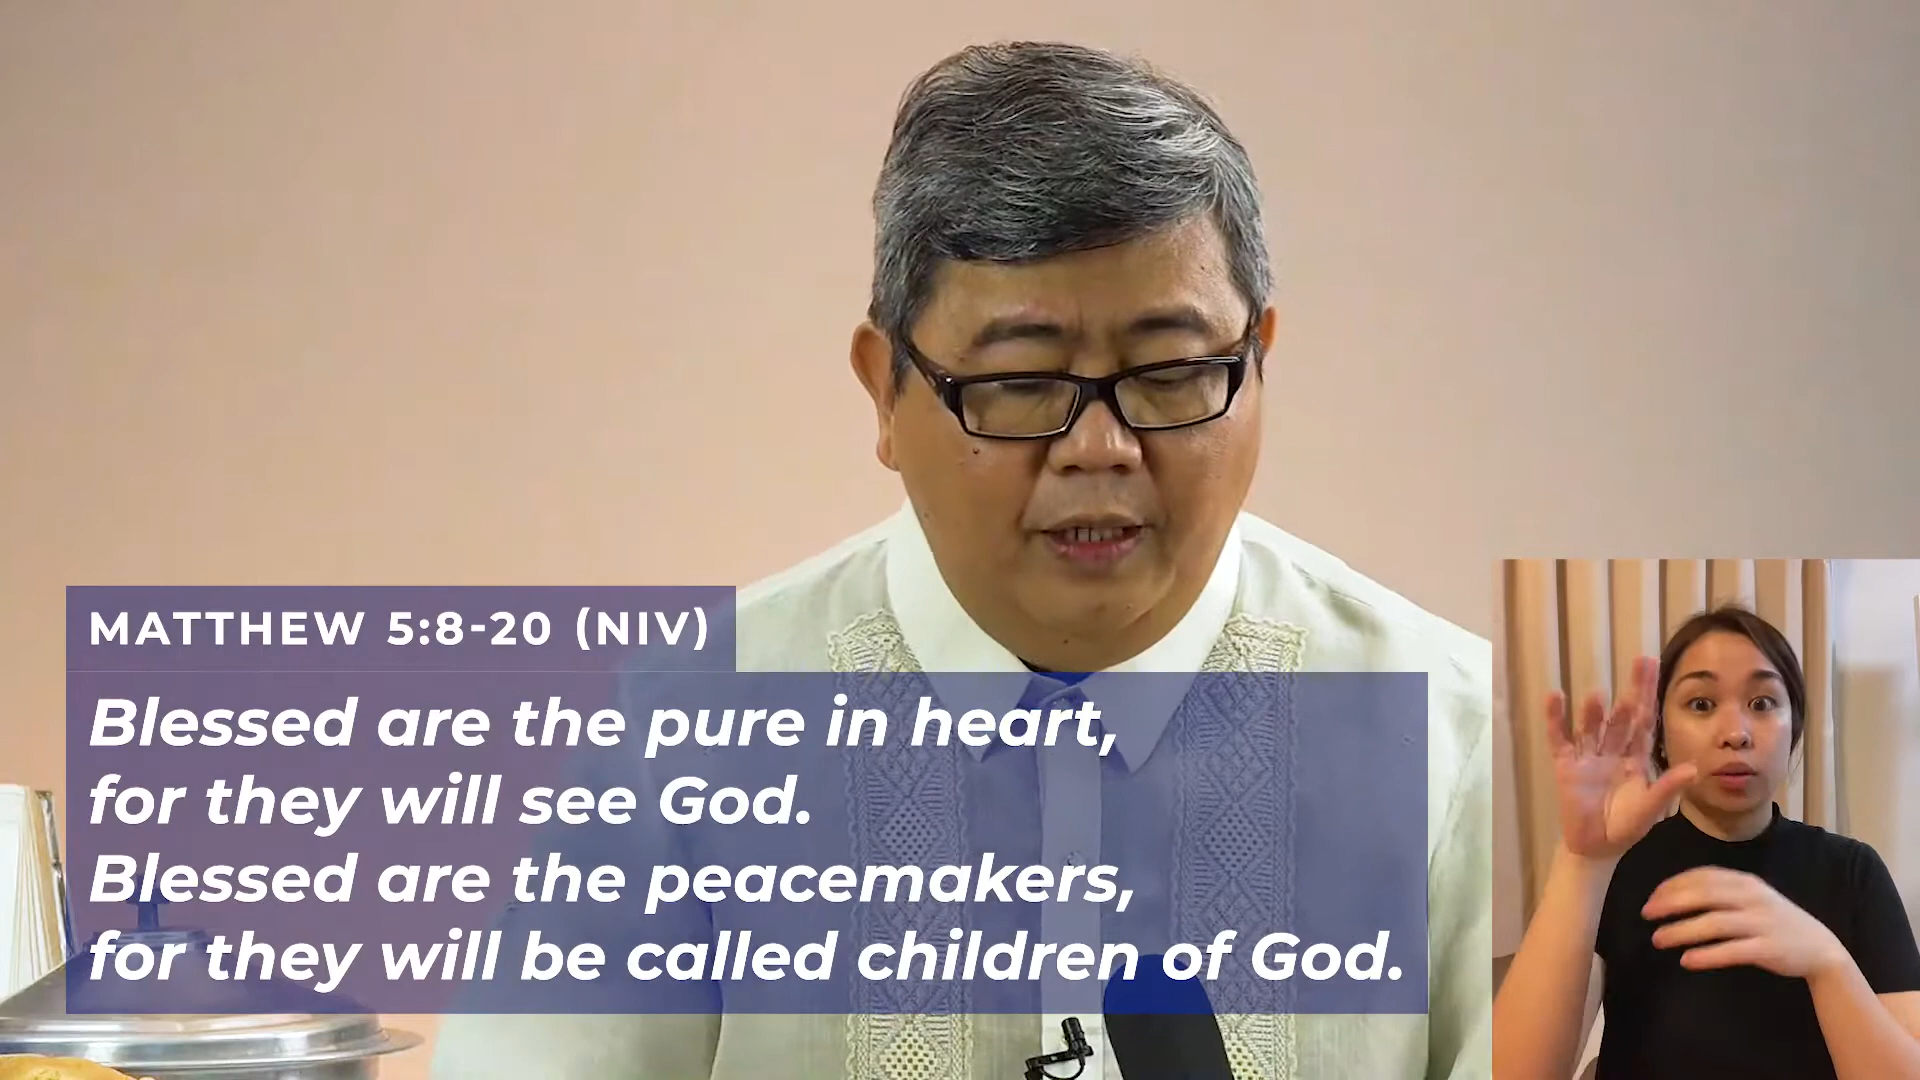 MATTHEW 5:8-20 (NIV)
Blessed are the pure in heart,
for they will see God.
Blessed are the peacemakers,
for they will be called children of God.